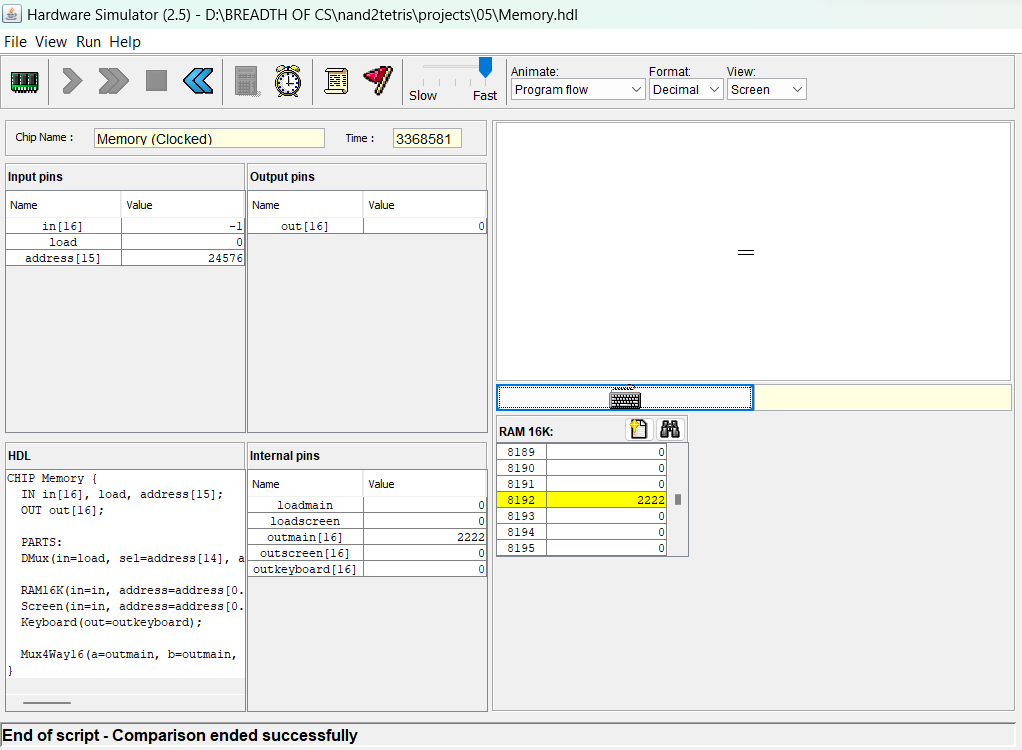 Hardware Simulator (2.5) - D:\BREADTH OF CS\nand2tetris\projects\05\Memory.hdl
File View Run Help
Slow Fast
Animate: Format: View:
Program flow Decimal Screen
Chip Name : Memory (Clocked) Time : 3368581
Input pins
Name Value
in[16] -1
load 0
address[15] 24576
Output pins
Name Value
out[16] 0
HDL
CHIP Memory {
IN in[16], load, address[15];
OUT out[16];
PARTS:
DMux(in=load, sel=address[14], a
RAM16K(in=in, address=address[0.
Screen(in=in, address=address[0.
Keyboard(out=outkeyboard);
Mux4Way16(a=outmain, b=outmain,
}
Internal pins
Name Value
loadmain 0
loadscreen 0
outmain[16] 2222
outscreen[16] 0
outkeyboard[16] 0
RAM 16K:
8189 0
8190 0
8191 0
8192 2222
8193 0
8194 0
8195 0
End of script - Comparison ended successfully